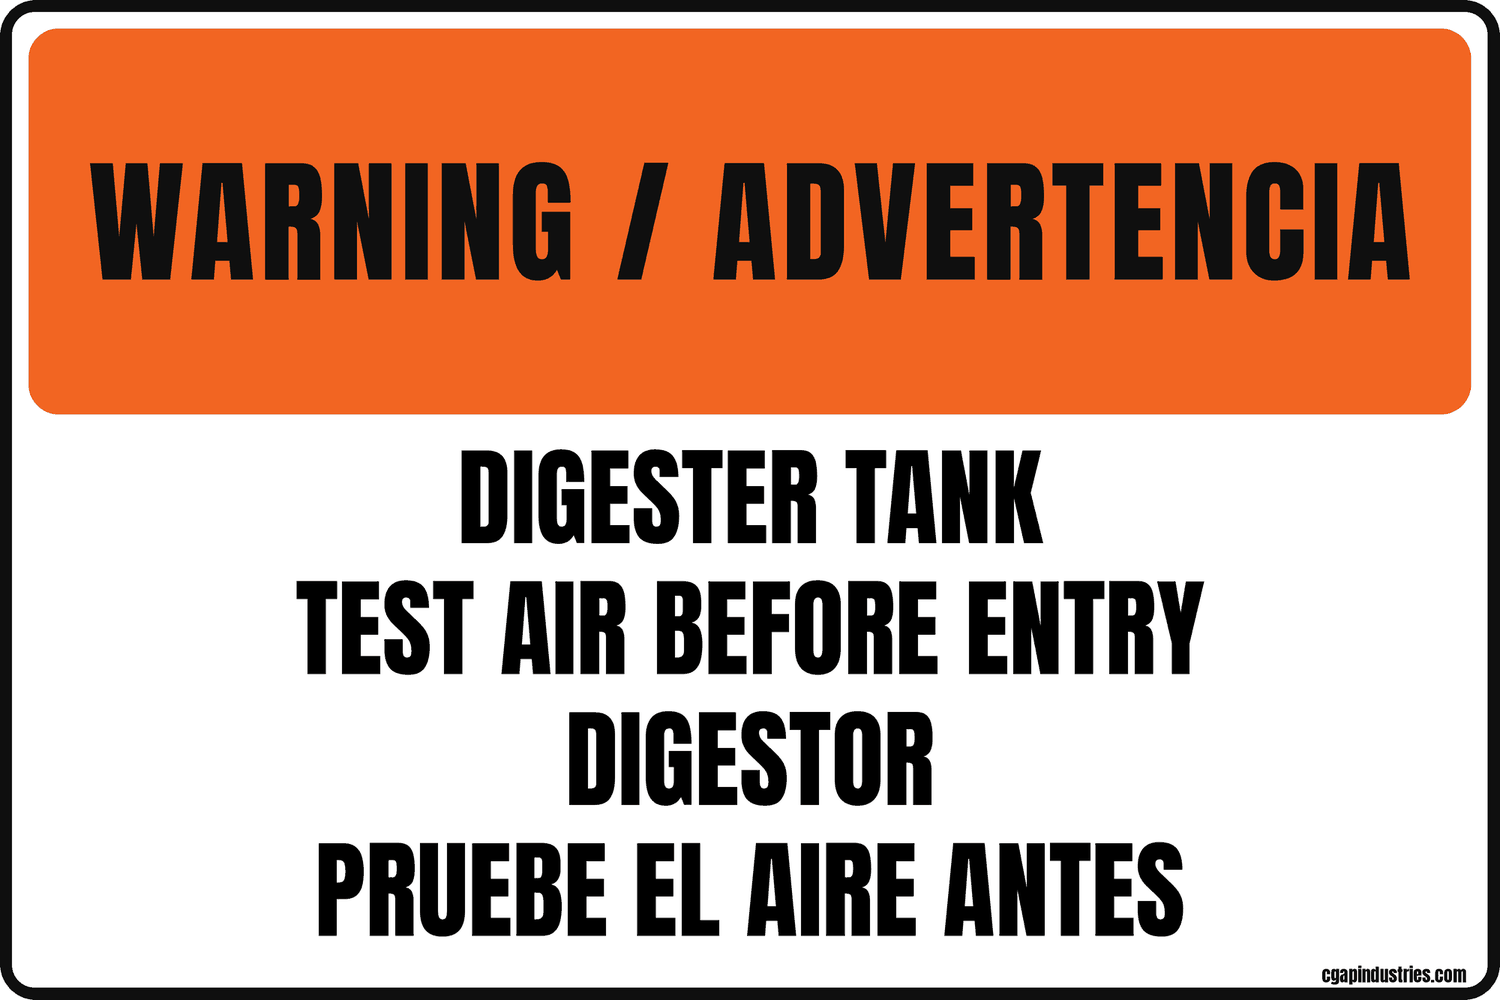 WARNING / ADVERTENCIA
DIGESTER TANK
TEST AIR BEFORE ENTRY
DIGESTOR
PRUEBE EL AIRE ANTES
cgapindustries.com